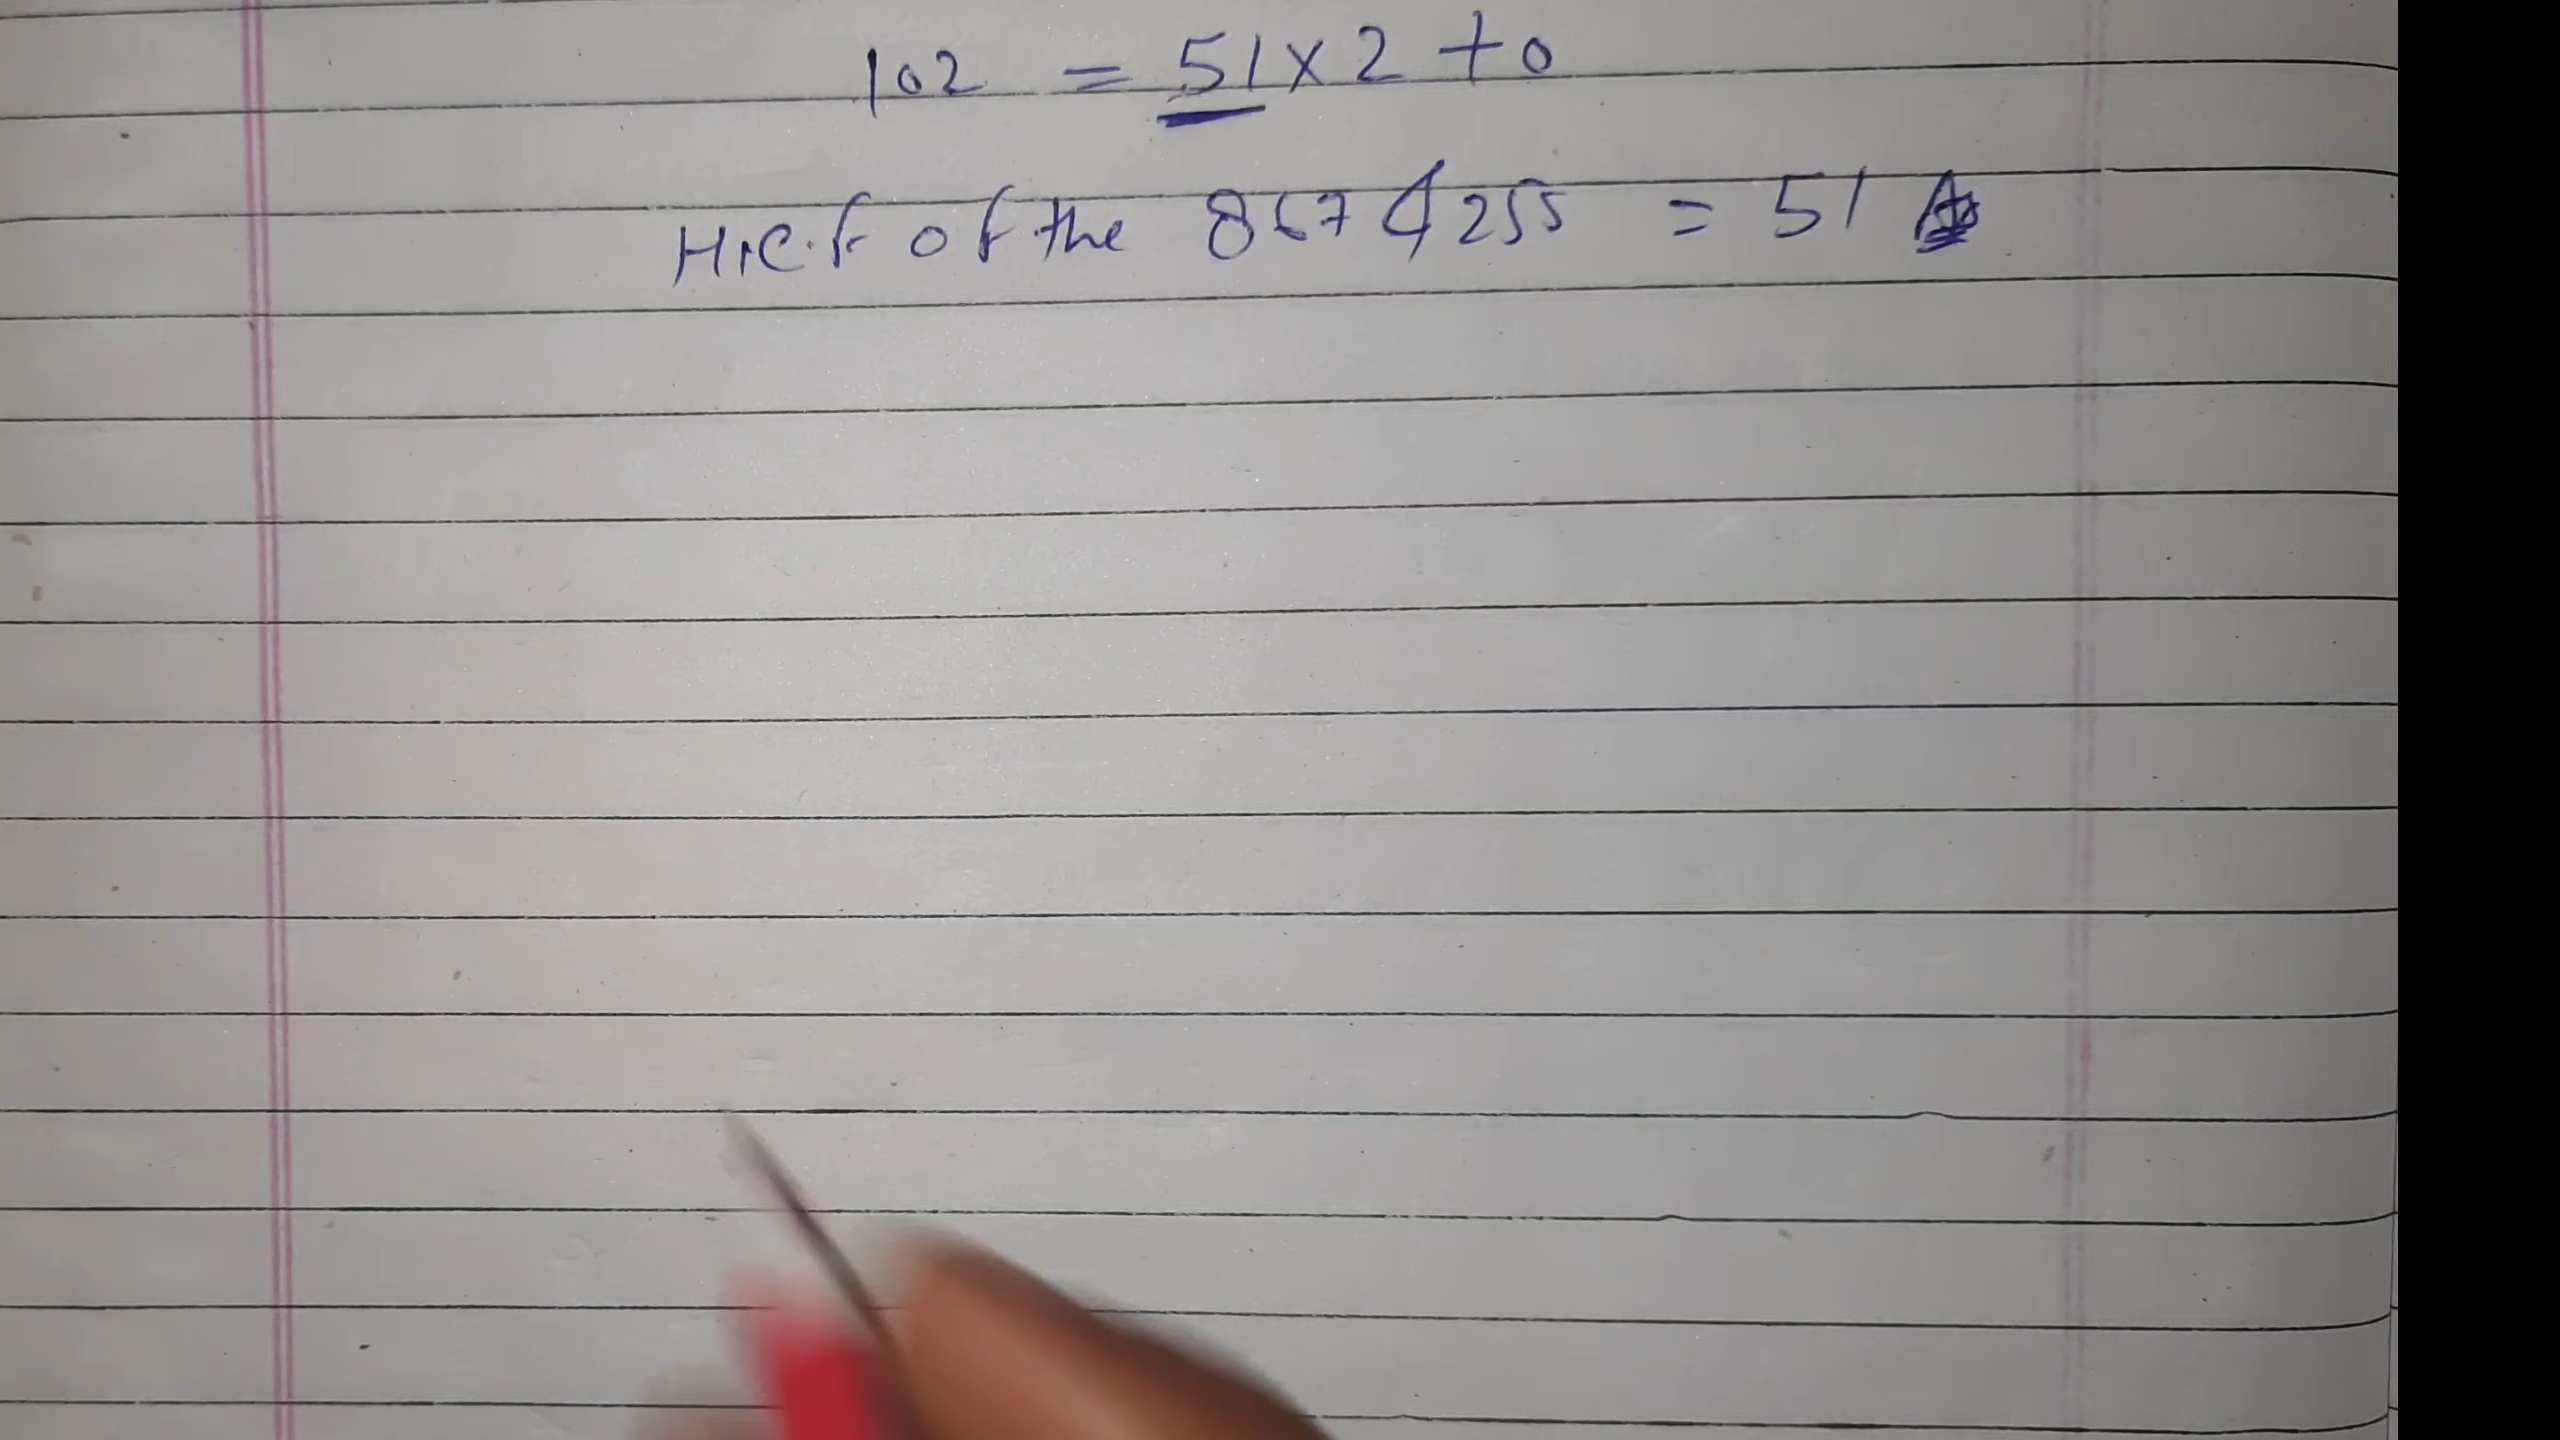 102 = 51 × 2 + 0
H.C.F of the 867 & 255 = 51